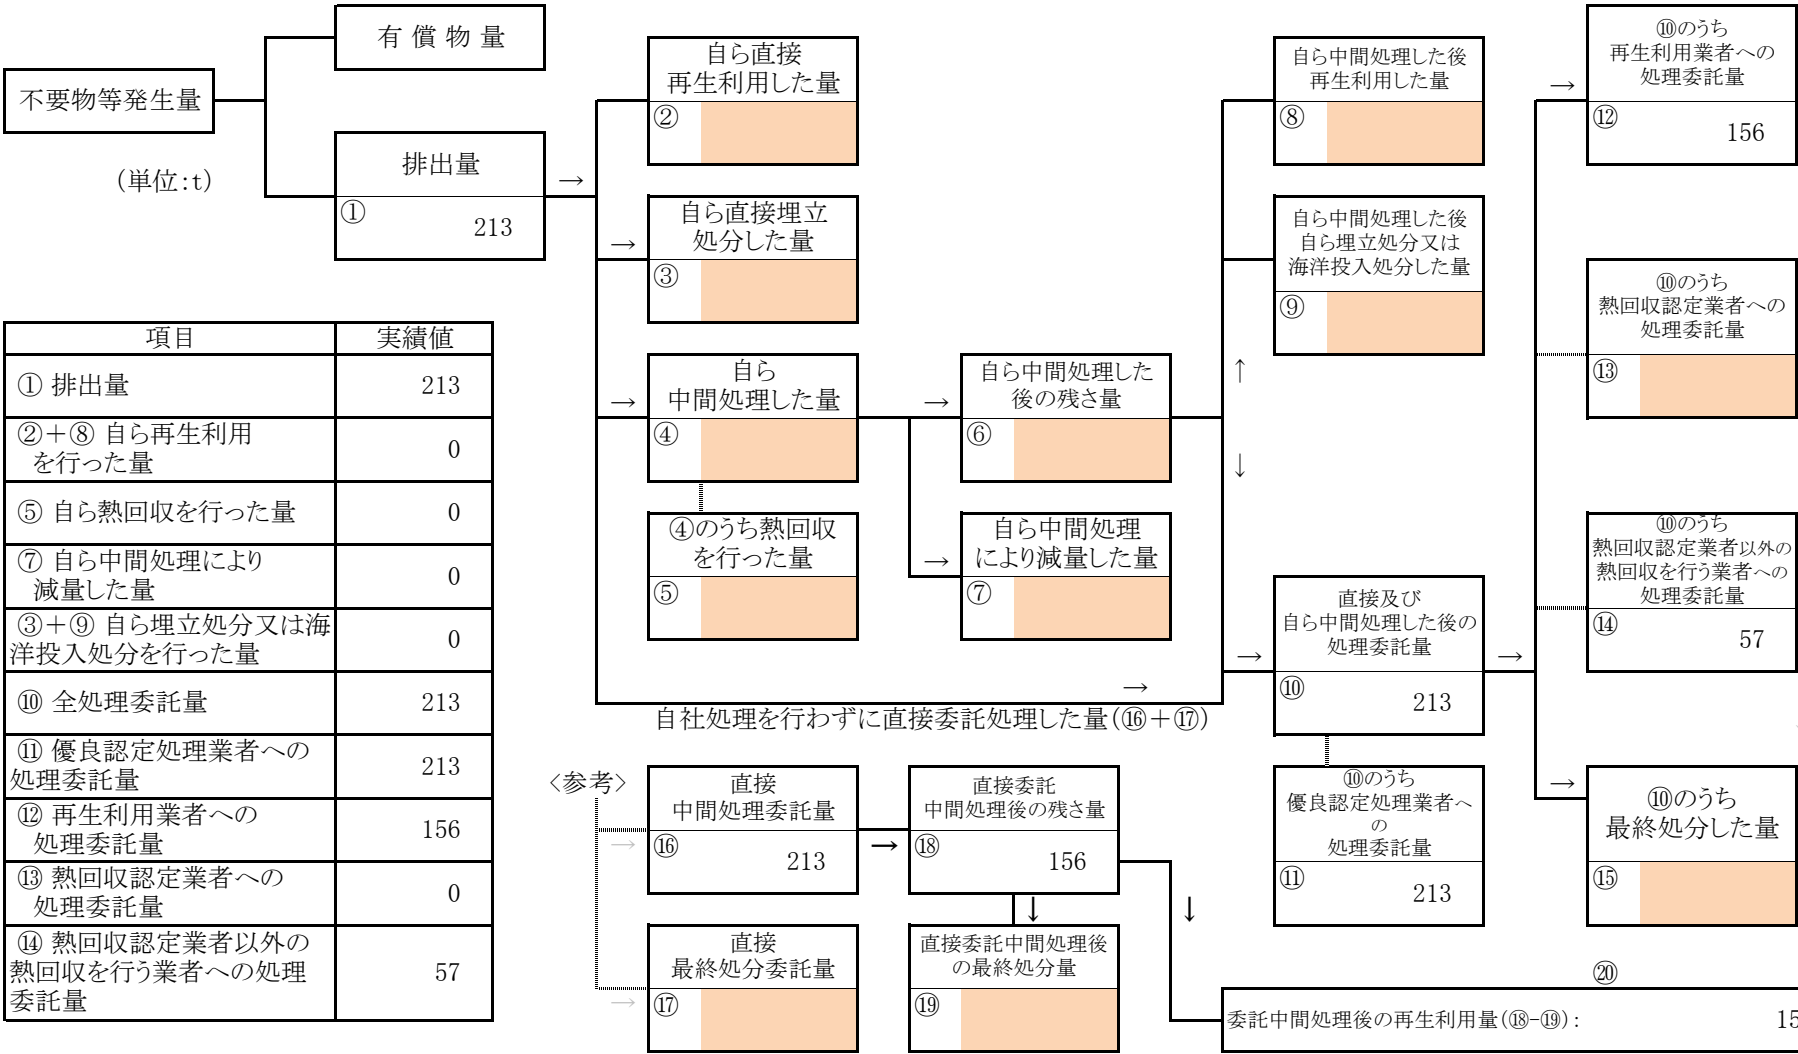 有 償 物 量
不要物等発生量
(単位:t)
排出量
→
①
213
自ら直接
再生利用した量
②
→
自ら直接埋立
処分した量
③
→
自ら
中間処理した量
④
④のうち熱回収
を行った量
⑤
→
自ら中間処理した
後の残さ量
⑥
→
自ら中間処理
により減量した量
⑦
→
自社処理を行わずに直接委託処理した量(⑯+⑰)
自ら中間処理した後
再生利用した量
⑧
自ら中間処理した後
自ら埋立処分又は
海洋投入処分した量
⑨
↑
↓
→
直接及び
自ら中間処理した後の
処理委託量
⑩
213
→
⑩のうち
優良認定処理業者へ
の
処理委託量
⑪
213
→
⑩のうち
再生利用業者への
処理委託量
⑫
156
⑩のうち
熱回収認定業者への
処理委託量
⑬
⑩のうち
熱回収認定業者以外の
熱回収を行う業者への
処理委託量
⑭
57
→
⑩のうち
最終処分した量
⑮
項目 実績値
① 排出量 213
②+⑧ 自ら再生利用
を行った量 0
⑤ 自ら熱回収を行った量 0
⑦ 自ら中間処理により
減量した量 0
③+⑨ 自ら埋立処分又は海
洋投入処分を行った量 0
⑩ 全処理委託量 213
⑪ 優良認定処理業者への
処理委託量 213
⑫ 再生利用業者への
処理委託量 156
⑬ 熱回収認定業者への
処理委託量 0
⑭ 熱回収認定業者以外の
熱回収を行う業者への処理
委託量 57
<参考>
→
直接
中間処理委託量
⑯
213
→
直接委託
中間処理後の残さ量
⑱
156
↓
↓
→
直接
最終処分委託量
⑰
直接委託中間処理後
の最終処分量
⑲
⑳
委託中間処理後の再生利用量(⑱-⑲): 15